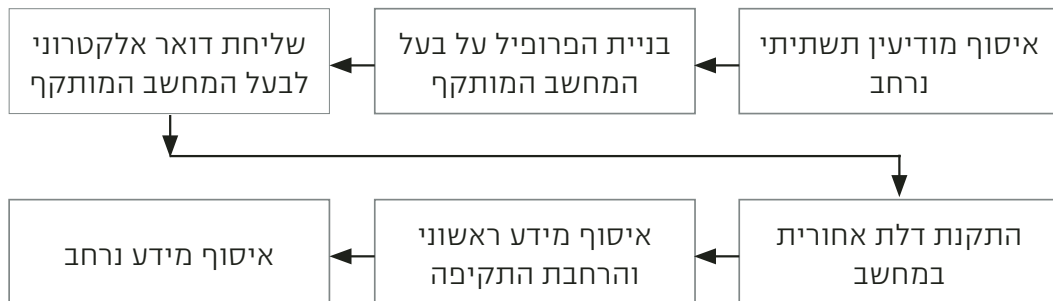 איסוף מודיעין תשתיתי
נרחב
בניית הפרופיל על בעל
המחשב המותקף
שליחת דואר אלקטרוני
לבעל המחשב המותקף
התקנת דלת אחורית
במחשב
איסוף מידע ראשוני
והרחבת התקיפה
איסוף מידע נרחב